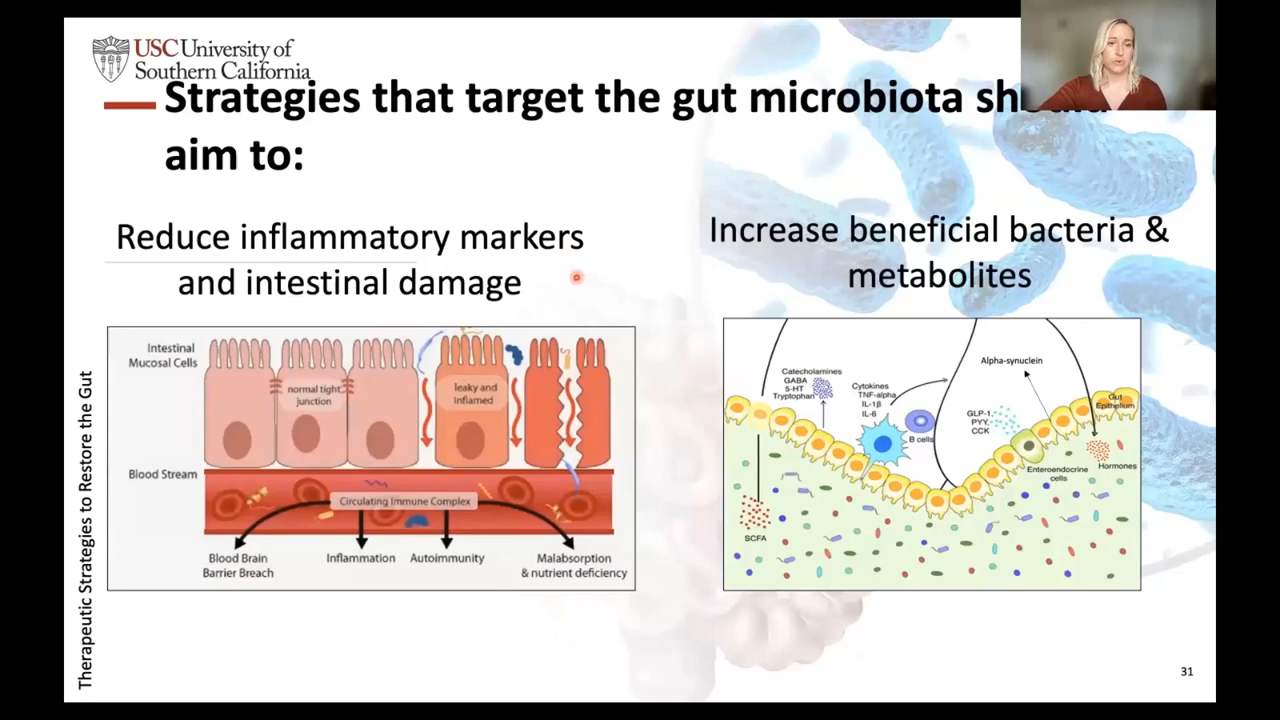 USC University of
Southern California
Strategies that target the gut microbiota should
aim to:
Reduce inflammatory markers
and intestinal damage
Increase beneficial bacteria &
metabolites
Intestinal
Mucosal Cells
normal tight
junction
leaky and
Inflamed
Blood Stream
Circulating Immune Complex
Blood Brain
Barrier Breach
Inflammation
Autoimmunity
Malabsorption
& nutrient deficiency
Catecholamines
GABA
5-HT
Tryptophan
Cytokines
TNF-alpha,
IL-1β
IL-6
B cells
Alpha-synuclein
GLP-1,
PYY,
CCK
Gut
Epithelium
Enteroendocrine
cells
Hormones
SCFA
Therapeutic Strategies to Restore the Gut
31